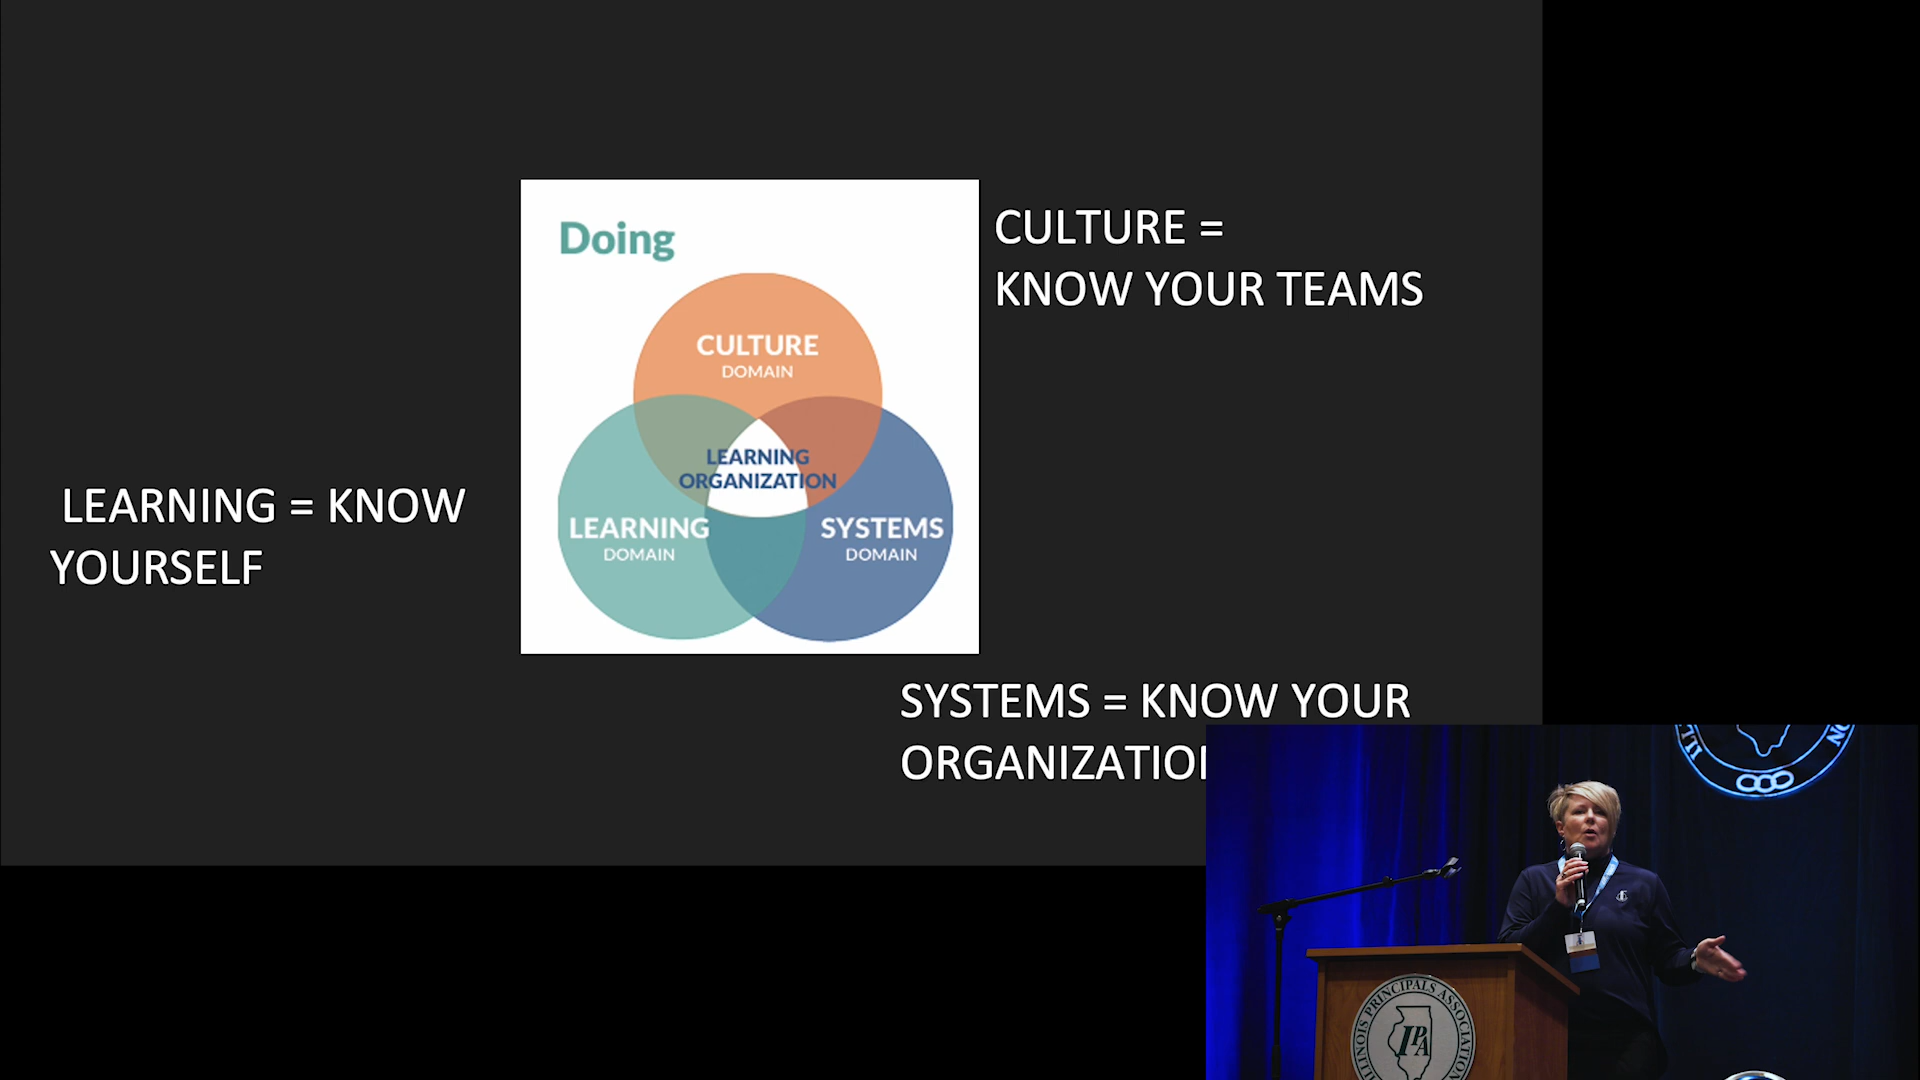 Doing
CULTURE
DOMAIN
LEARNING
ORGANIZATION
LEARNING
DOMAIN
SYSTEMS
DOMAIN
CULTURE =
KNOW YOUR TEAMS
LEARNING = KNOW
YOURSELF
SYSTEMS = KNOW YOUR
ORGANIZATION
ILLINOIS PRINCIPALS ASSOCIATION
IPA